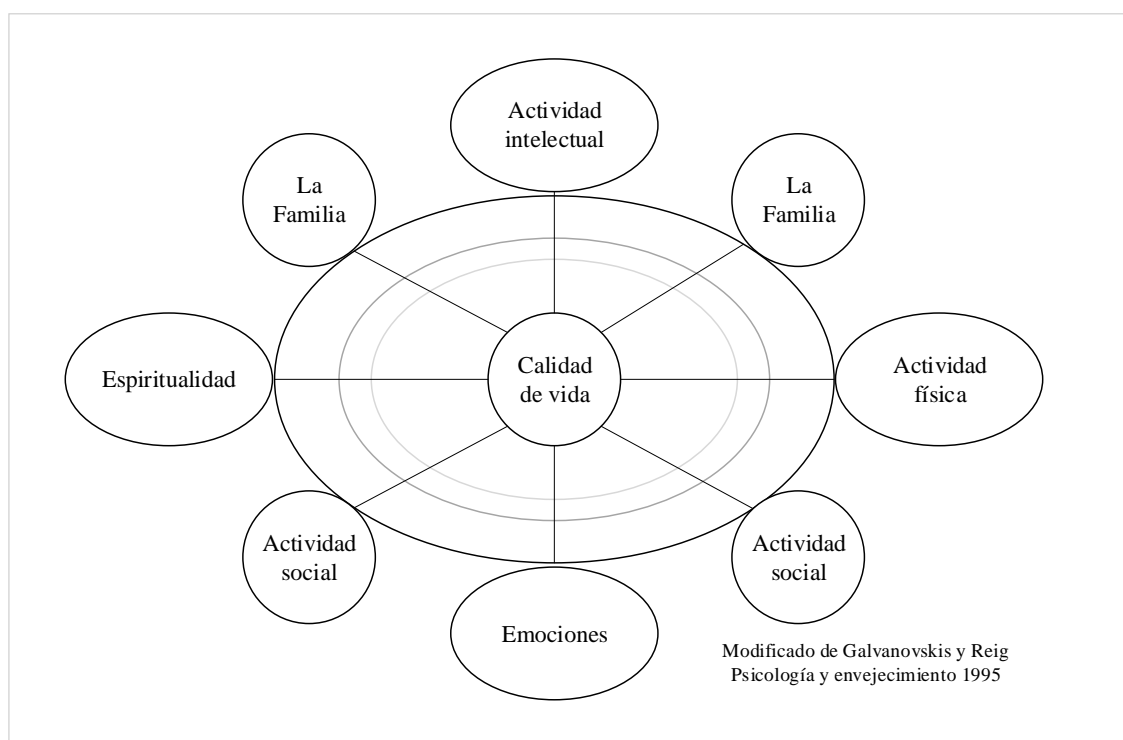 Actividad
intelectual
La
Familia
La
Familia
Espiritualidad
Calidad
de vida
Actividad
física
Actividad
social
Actividad
social
Emociones
Modificado de Galvanovskis y Reig
Psicología y envejecimiento 1995